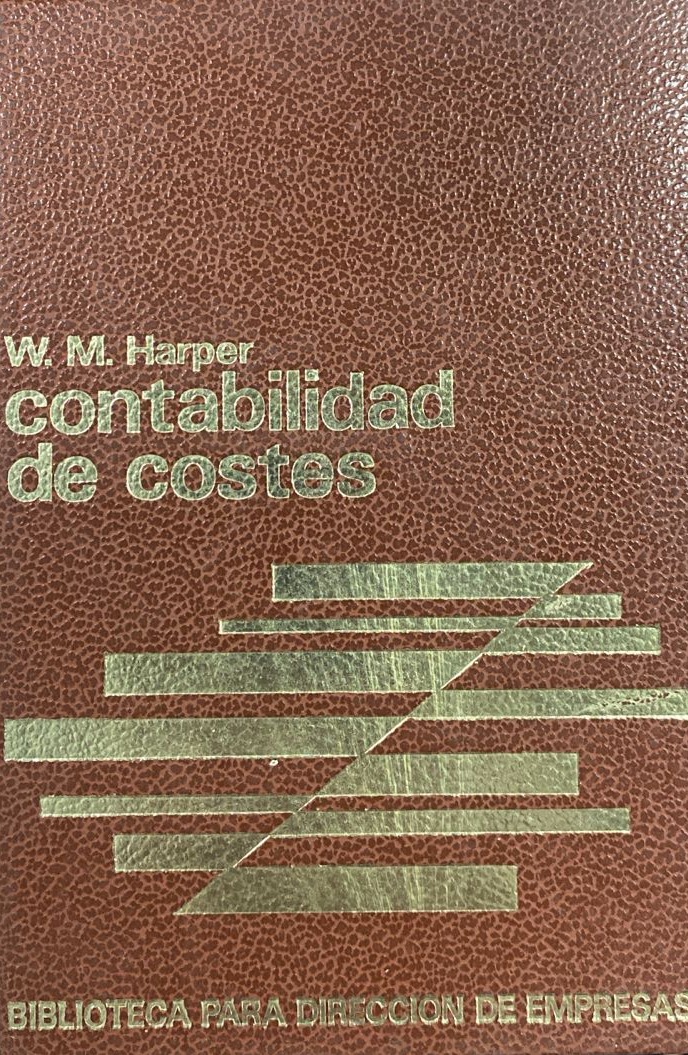 W. M. Harper
contabilidad
de costes
BIBLIOTECA PARA DIRECCION DE EMPRESAS